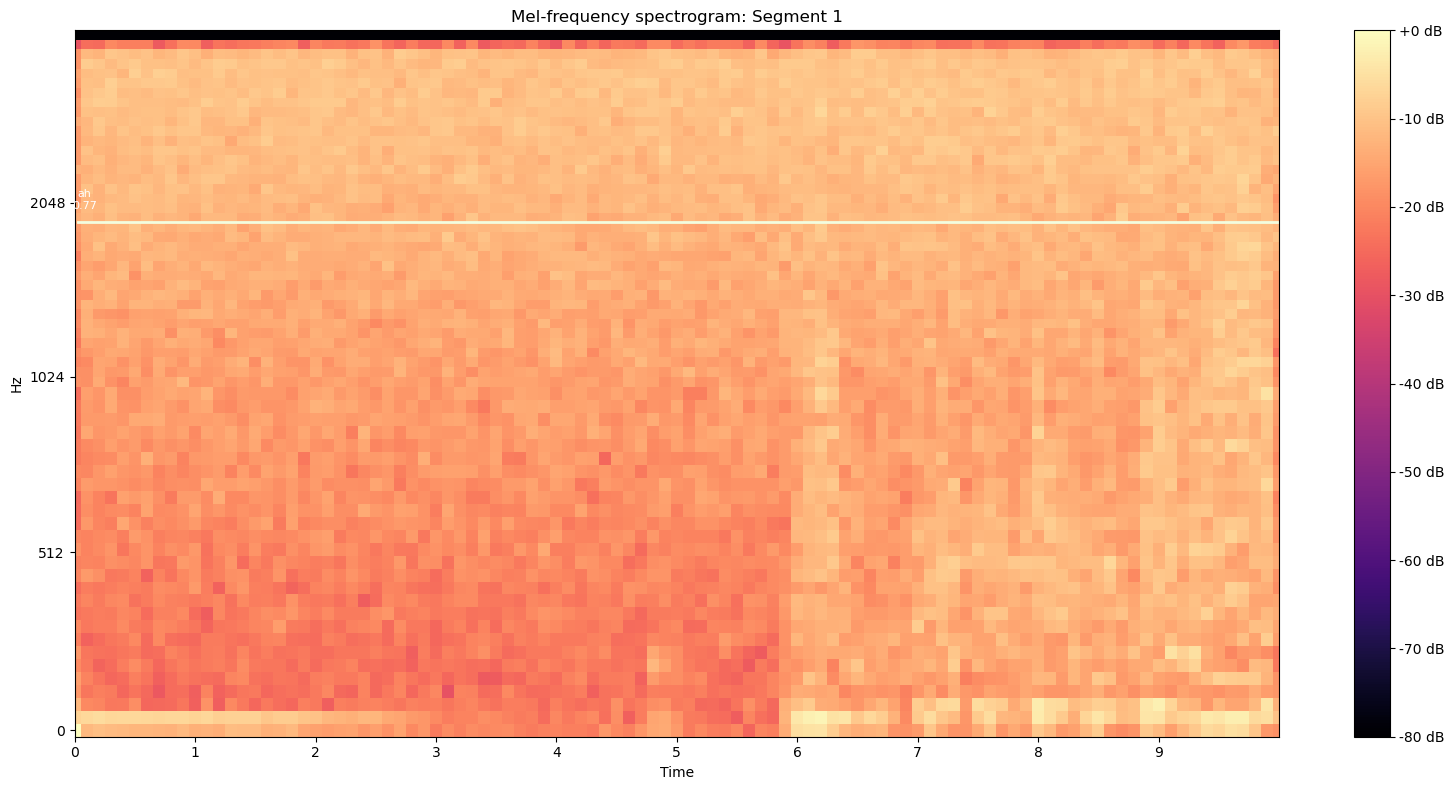 Mel-frequency spectrogram: Segment 1
+0 dB
-10 dB
-20 dB
-30 dB
-40 dB
-50 dB
-60 dB
-70 dB
-80 dB
2048
1024
512
0
Hz
ah
0.77
0 1 2 3 4 5 6 7 8 9
Time